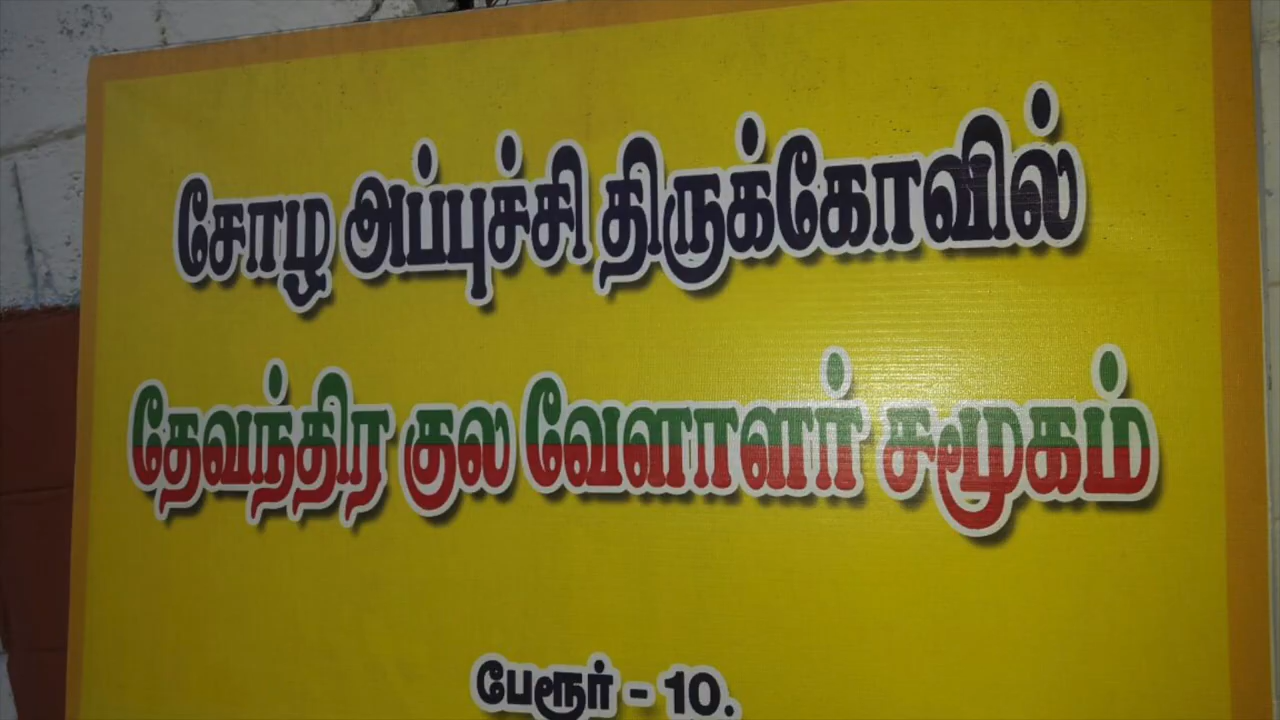 சோழ அப்புச்சி திருக்கோவில்
தேவந்திர குல வேளாளர் சமூகம்
பேரூர் - 10.